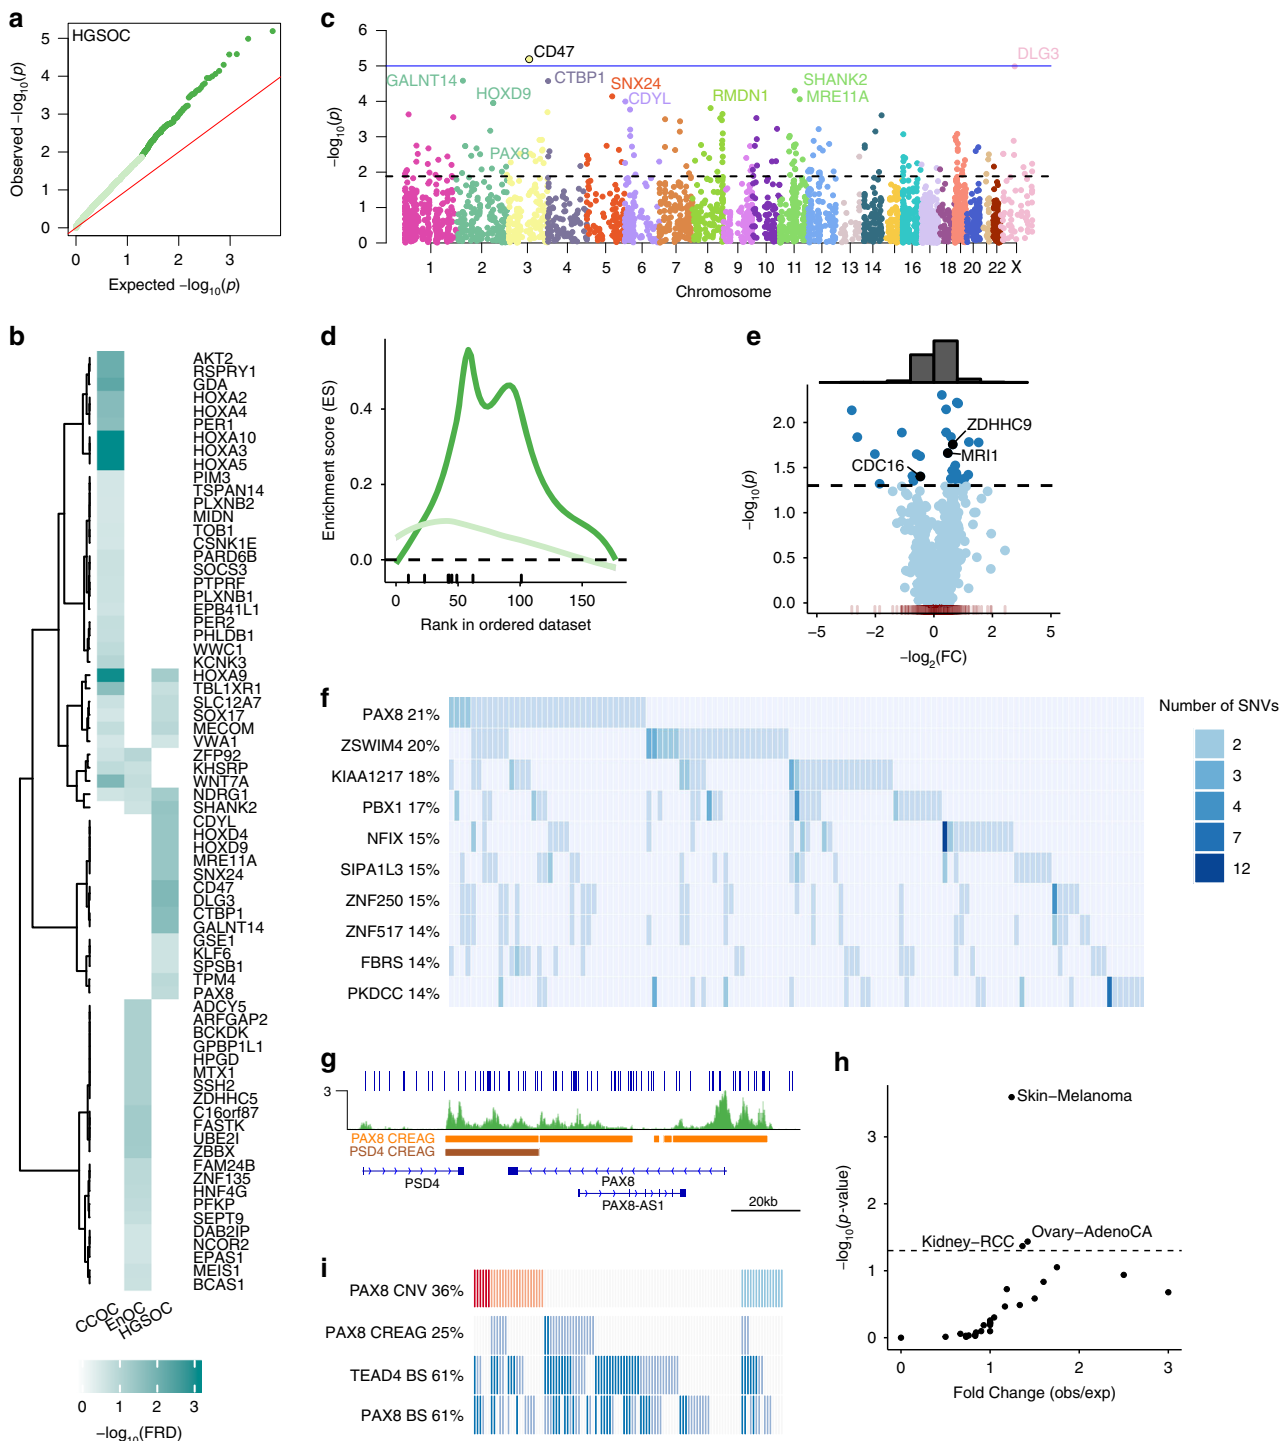 a
HGSOC
Observed −log10(p)
5
4
3
2
1
0
0 1 2 3
Expected −log10(p)
c
6
5
4
3
2
1
0
−log10(p)
CD47
DLG3
GALNT14
CTBP1
SHANK2
SNX24
HOXD9
CDYL
RMDN1
MRE11A
PAX8
1 2 3 4 5 6 7 8 9 10 11 12 13 14 16 18 20 22 X
Chromosome
b
AKT2
RSPRY1
GDA
HOXA2
HOXA4
PER1
HOXA10
HOXA3
HOXA5
PIM3
TSPAN14
PLXNB2
MIDN
TOB1
CSNK1E
PARD6B
SOCS3
PTPRF
PLXNB1
EPB41L1
PER2
PHLDB1
WWC1
KCNK3
HOXA9
TBL1XR1
SLC12A7
SOX17
MECOM
VWA1
ZFP92
KHSRP
WNT7A
NDRG1
SHANK2
CDYL
HOXD4
HOXD9
MRE11A
SNX24
CD47
DLG3
CTBP1
GALNT14
GSE1
KLF6
SPSB1
TPM4
PAX8
ADCY5
ARFGAP2
BCKDK
GPBP1L1
HPGD
MTX1
SSH2
ZDHHC5
C16orf87
FASTK
UBE2I
ZBBX
FAM24B
ZNF135
HNF4G
PFKP
SEPT9
DAB2IP
NCOR2
EPAS1
MEIS1
BCAS1
CCOC
EnOC
HGSOC
0 1 2 3
−log10(FRD)
d
Enrichment score (ES)
0.4
0.2
0.0
0 50 100 150
Rank in ordered dataset
e
2.0
1.5
1.0
0.5
0.0
−log10(p)
ZDHHC9
MRI1
CDC16
−5 −2 0 2 5
−log2(FC)
f
PAX8 21%
ZSWIM4 20%
KIAA1217 18%
PBX1 17%
NFIX 15%
SIPA1L3 15%
ZNF250 15%
ZNF517 14%
FBRS 14%
PKDCC 14%
Number of SNVs
2
3
4
7
12
g
3
PAX8 CREAG
PSD4 CREAG
PSD4
PAX8
PAX8-AS1
20kb
h
−log10(p-value)
3
2
1
0
Skin−Melanoma
Kidney−RCC
Ovary−AdenoCA
0 1 2 3
Fold Change (obs/exp)
i
PAX8 CNV 36%
PAX8 CREAG 25%
TEAD4 BS 61%
PAX8 BS 61%